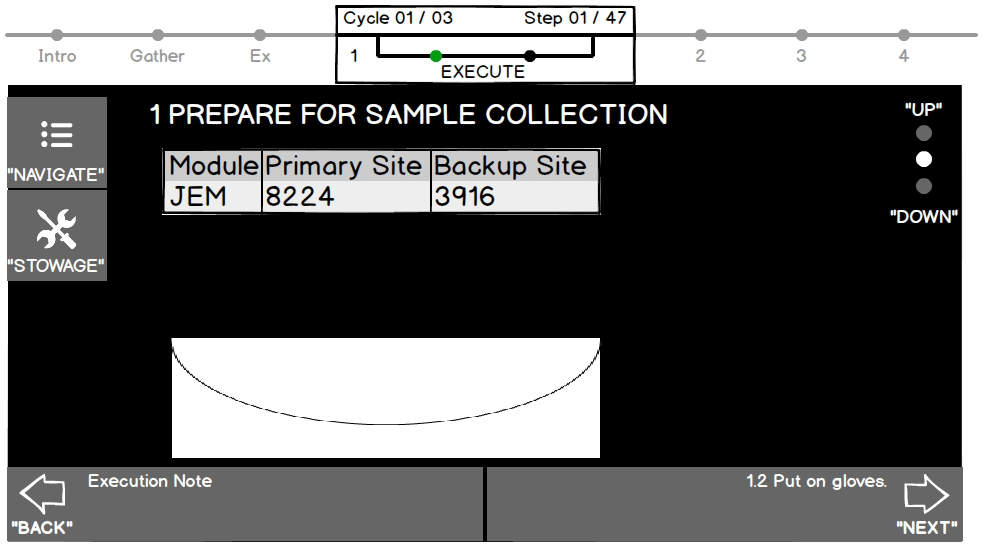 Cycle 01 / 03 Step 01 / 47
Intro Gather Ex 1 2 3 4
EXECUTE
1 PREPARE FOR SAMPLE COLLECTION
"UP"
"NAVIGATE"
Module Primary Site Backup Site
JEM 8224 3916
"DOWN"
"STOWAGE"
Execution Note
1.2 Put on gloves.
"BACK"
"NEXT"